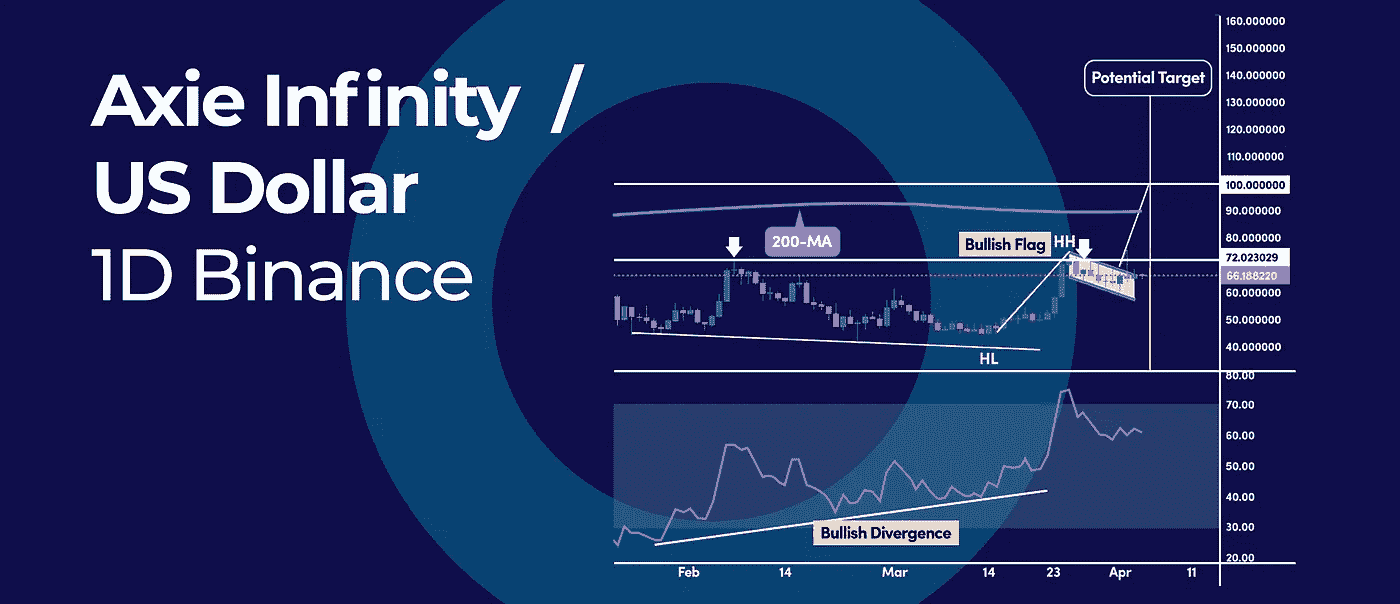 Axie Infinity /
US Dollar
1D Binance
160.000000
150.000000
Potential Target
140.000000
130.000000
120.000000
110.000000
100.000000
90.000000
200-MA
Bullish Flag
HH
80.000000
72.023029
66.188220
60.000000
50.000000
40.000000
HL
80.00
70.00
60.00
50.00
40.00
30.00
20.00
Bullish Divergence
Feb
14
Mar
14
23
Apr
11